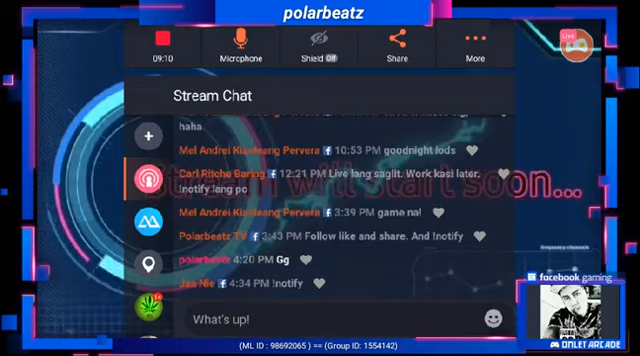 polarbeatz
Live
09:10 Microphone Shield Off Share More
Stream Chat
haha
Mel Andrei Kianleang Pervera 10:53 PM goodnight lods
Carl Ritche Baring 12:21 PM Live lang saglit. Work kasi later.
!notify lang po
Stream will start soon...
Mel Andrei Kianleang Pervera 3:39 PM game na!
Polarbeatz TV 3:43 PM Follow like and share. And !notify
polarbeatz 4:20 PM Gg
Jan Nie 4:34 PM !notify
What's up!
frequency channels
facebook gaming
ONLET ARCADE
(ML ID : 98692065 ) == (Group ID: 1554142)